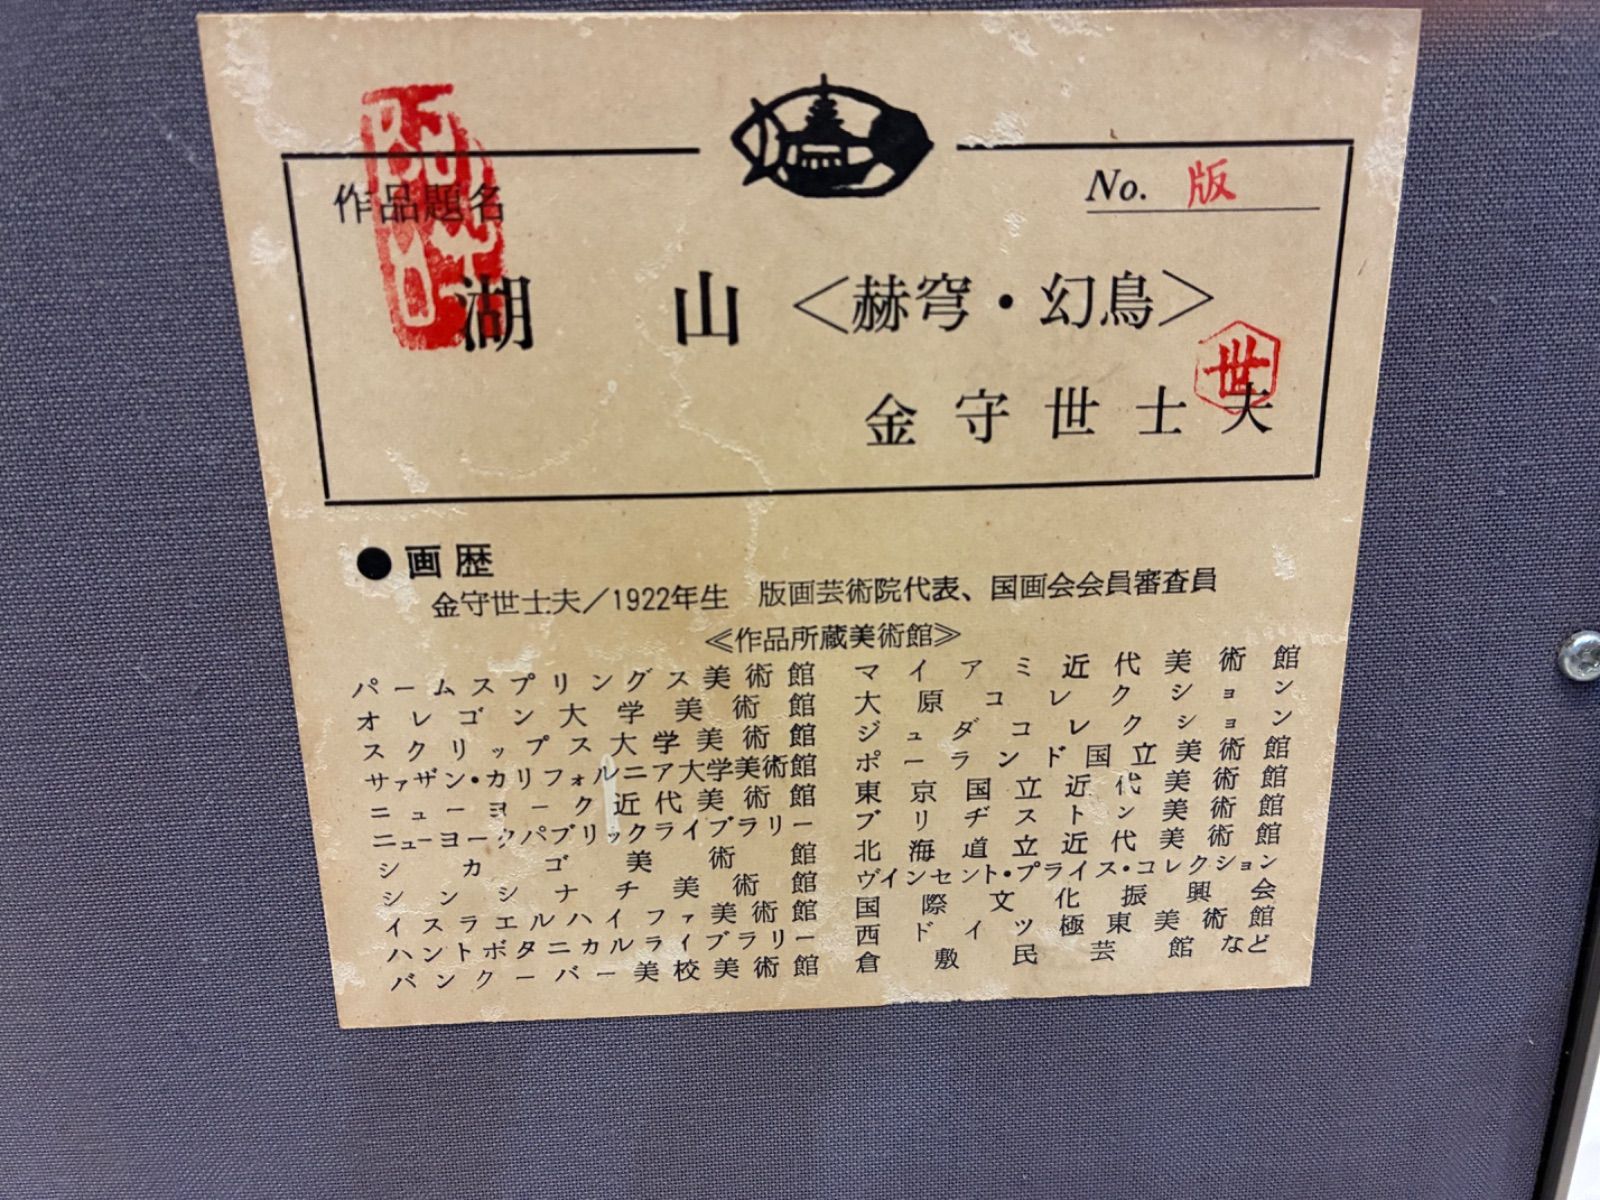 No. 版
作品題名
湖 山 <赫穹・幻鳥>
世
金守世士夫
●画歴
金守世士夫/1922年生 版画芸術院代表、国画会会員審査員
≪作品所蔵美術館≫
パームスプリングス美術館
オレゴン大学美術館
スクリップス大学美術館
サァザン・カリフォルニア大学美術館
ニューヨーク近代美術館
ニューヨークパブリックライブラリー
シカゴ美術館
シンシナチ美術館
イスラエルハイファ美術館
ハントボタニカルライブラリー
バンクーバー美校美術館
マイアミ近代美術館
大原コレクション
ジュダコレクション
ポーランド国立美術館
東京国立近代美術館
ブリヂストン美術館
北海道立近代美術館
ヴインセント・プライス・コレクション
国際文化振興会
西ドイツ極東美術館
倉敷民芸館など